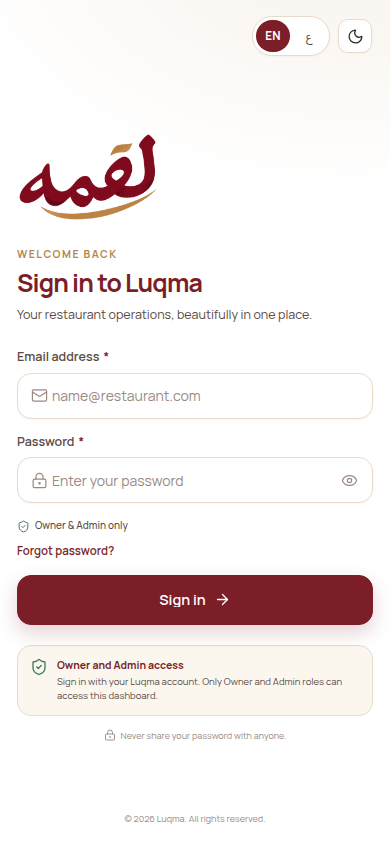 EN ع
لقمه
WELCOME BACK
Sign in to Luqma
Your restaurant operations, beautifully in one place.
Email address *
name@restaurant.com
Password *
Enter your password
Owner & Admin only
Forgot password?
Sign in
Owner and Admin access
Sign in with your Luqma account. Only Owner and Admin roles can
access this dashboard.
Never share your password with anyone.
© 2026 Luqma. All rights reserved.